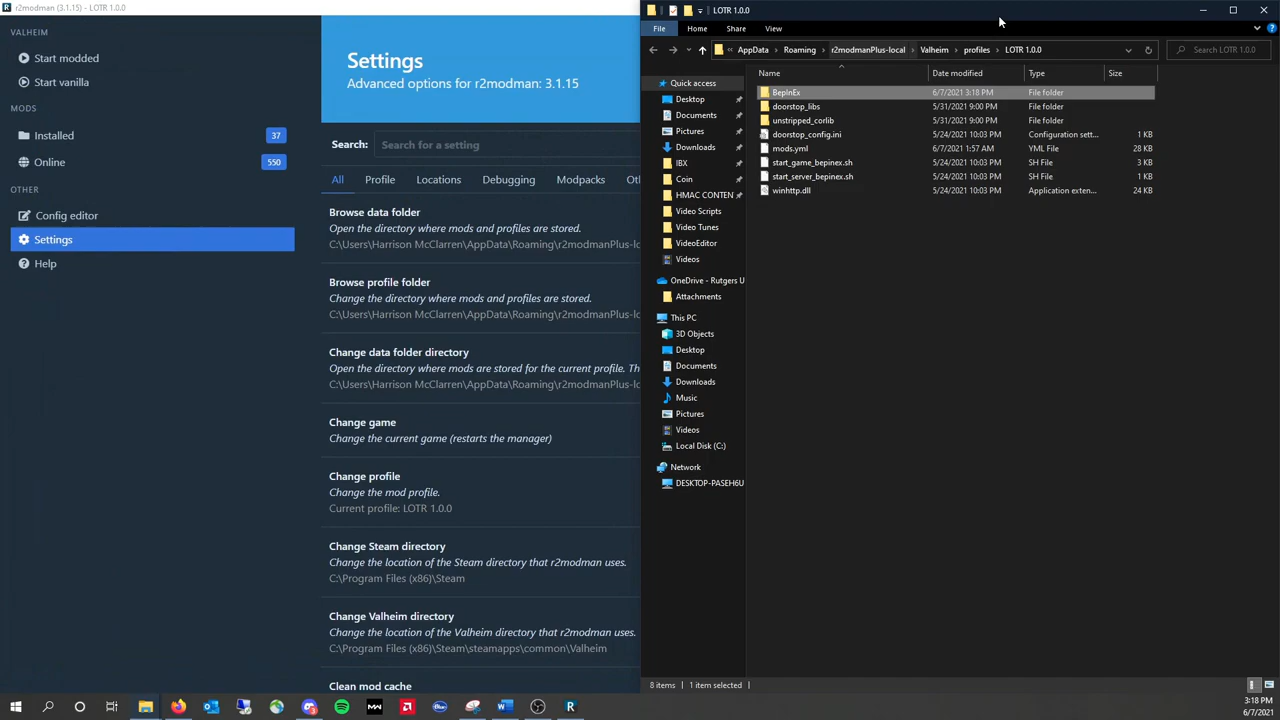 r2modman (3.1.15) - LOTR 1.0.0
VALHEIM
Start modded
Start vanilla
MODS
Installed
37
Online
550
OTHER
Config editor
Settings
Help
Settings
Advanced options for r2modman: 3.1.15
Search:
Search for a setting
All
Profile
Locations
Debugging
Modpacks
Browse data folder
Open the directory where mods and profiles are stored.
C:\Users\Harrison McClarren\AppData\Roaming\r2modmanPlus-lo
Browse profile folder
Change the directory where mods and profiles are stored.
C:\Users\Harrison McClarren\AppData\Roaming\r2modmanPlus-lo
Change data folder directory
Open the directory where mods are stored for the current profile. Th
C:\Users\Harrison McClarren\AppData\Roaming\r2modmanPlus-lo
Change game
Change the current game (restarts the manager)
Change profile
Change the mod profile.
Current profile: LOTR 1.0.0
Change Steam directory
Change the location of the Steam directory that r2modman uses.
C:\Program Files (x86)\Steam
Change Valheim directory
Change the location of the Valheim directory that r2modman uses.
C:\Program Files (x86)\Steam\steamapps\common\Valheim
Clean mod cache
LOTR 1.0.0
File Home Share View
« AppData › Roaming › r2modmanPlus-local › Valheim › profiles › LOTR 1.0.0
Search LOTR 1.0.0
Quick access
Desktop
Documents
Pictures
Downloads
IBX
Coin
HMAC CONTEN
Video Scripts
Video Tunes
VideoEditor
Videos
OneDrive - Rutgers U
Attachments
This PC
3D Objects
Desktop
Documents
Downloads
Music
Pictures
Videos
Local Disk (C:)
Network
DESKTOP-PASEH6U
Name Date modified Type Size
BepInEx 6/7/2021 3:18 PM File folder
doorstop_libs 5/31/2021 9:00 PM File folder
unstripped_corlib 5/31/2021 9:00 PM File folder
doorstop_config.ini 5/24/2021 10:03 PM Configuration sett... 1 KB
mods.yml 6/7/2021 1:57 AM YML File 28 KB
start_game_bepinex.sh 5/24/2021 10:03 PM SH File 3 KB
start_server_bepinex.sh 5/24/2021 10:03 PM SH File 1 KB
winhttp.dll 5/24/2021 10:03 PM Application exten... 24 KB
8 items 1 item selected
3:18 PM
6/7/2021